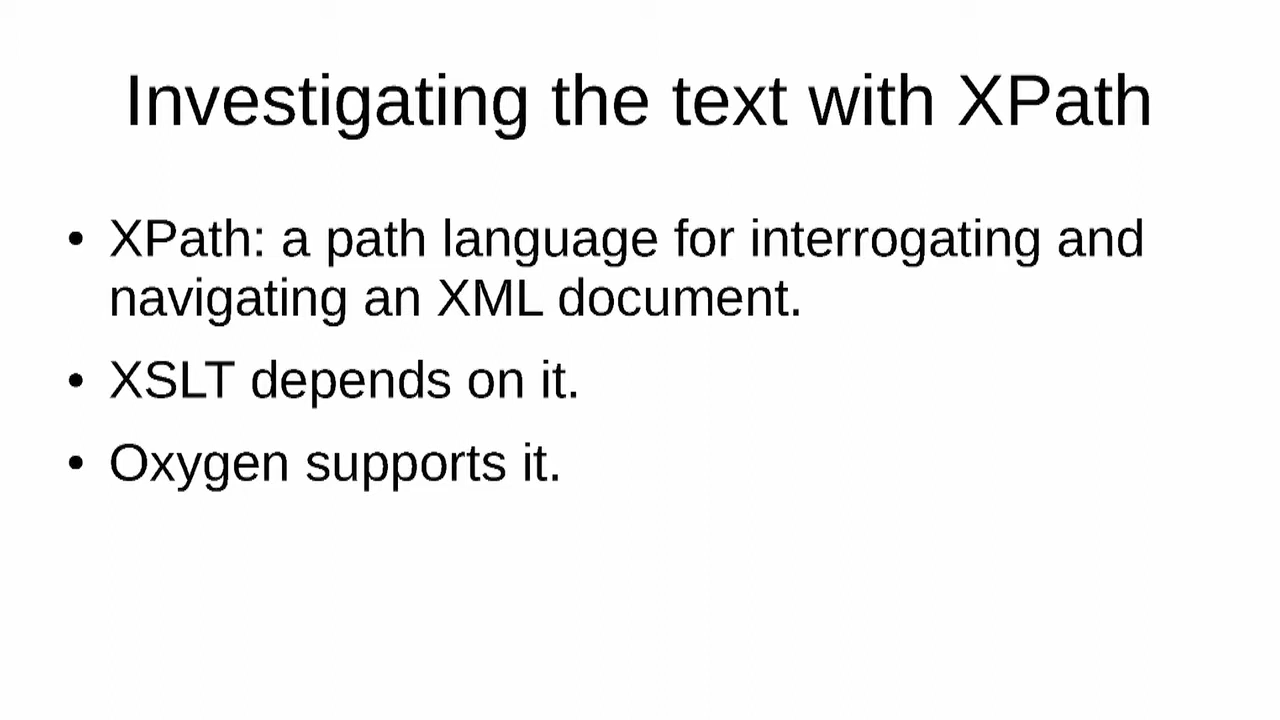 Investigating the text with XPath
• XPath: a path language for interrogating and
navigating an XML document.
• XSLT depends on it.
• Oxygen supports it.